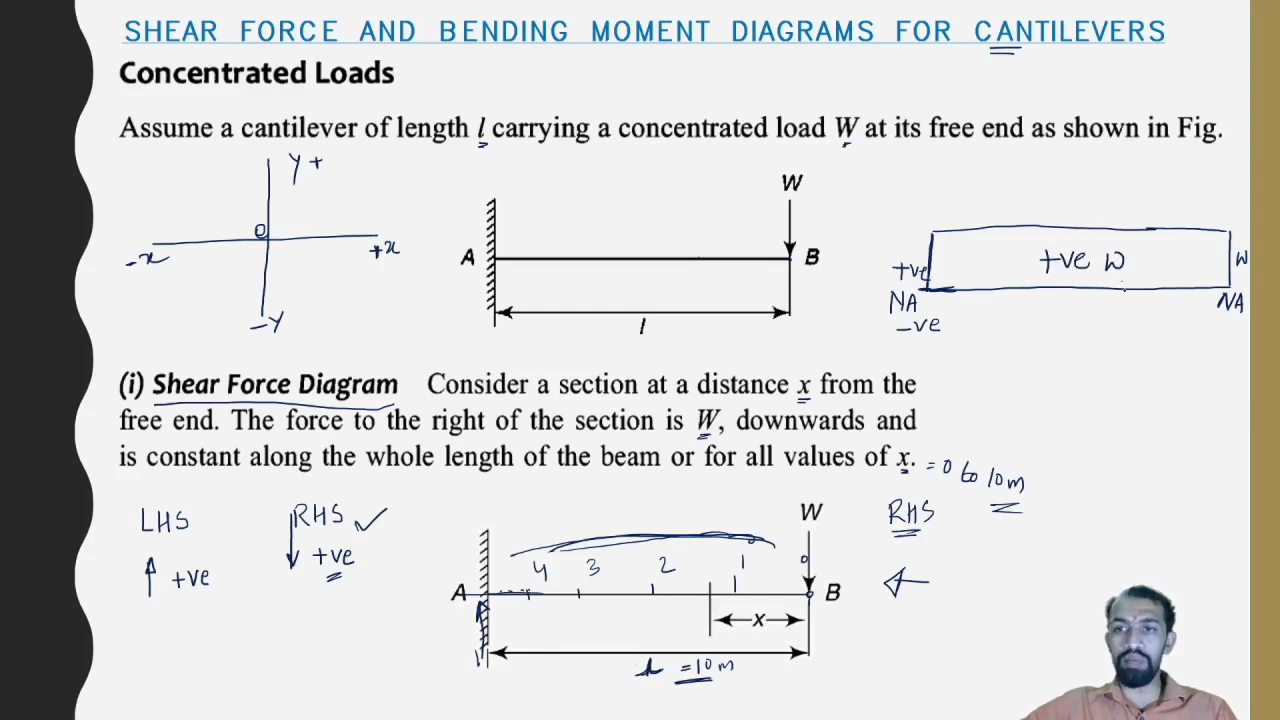 SHEAR FORCE AND BENDING MOMENT DIAGRAMS FOR CANTILEVERS
Concentrated Loads
Assume a cantilever of length l carrying a concentrated load W at its free end as shown in Fig.
Y+
-x O +x
-Y
W
A B
l
+ve +ve W W
NA NA
-ve
(i) Shear Force Diagram Consider a section at a distance x from the
free end. The force to the right of the section is W, downwards and
is constant along the whole length of the beam or for all values of x. =0 to 10m
LHS RHS W RHS
+ve +ve
4 3 2 1 0
A B
x
l =10m